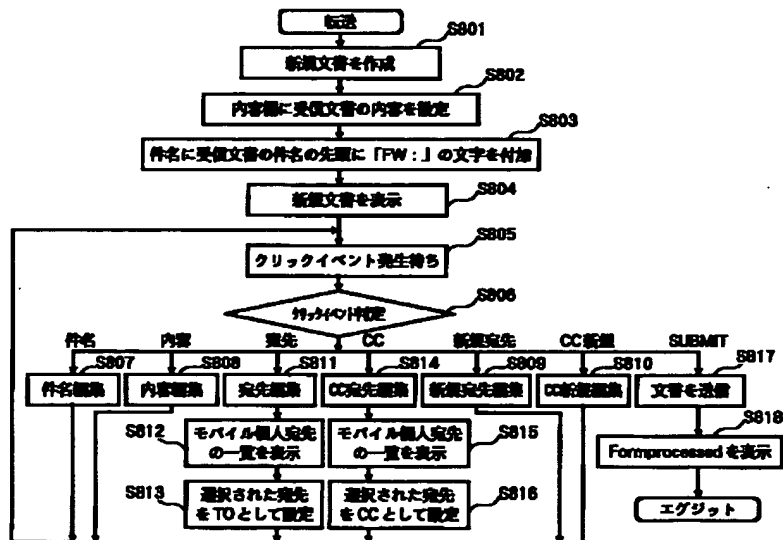 転送
S801
新規文書を作成
S802
内容欄に受信文書の内容を設定
S803
件名に受信文書の件名の先頭に「FW：」の文字を付加
S804
新規文書を表示
S805
クリックイベント発生待ち
S806
クリックイベント判定
件名 内容 宛先 CC 新規宛先 CC新規 SUBMIT
S807 S808 S811 S814 S809 S810 S817
件名編集 内容編集 宛先編集 CC宛先編集 新規宛先編集 CC新規編集 文書を送信
S812 S815 S818
モバイル個人宛先 モバイル個人宛先
の一覧を表示 の一覧を表示
Formprocessedを表示
S813 S816
選択された宛先 選択された宛先
をTOとして設定 をCCとして設定
エグジット